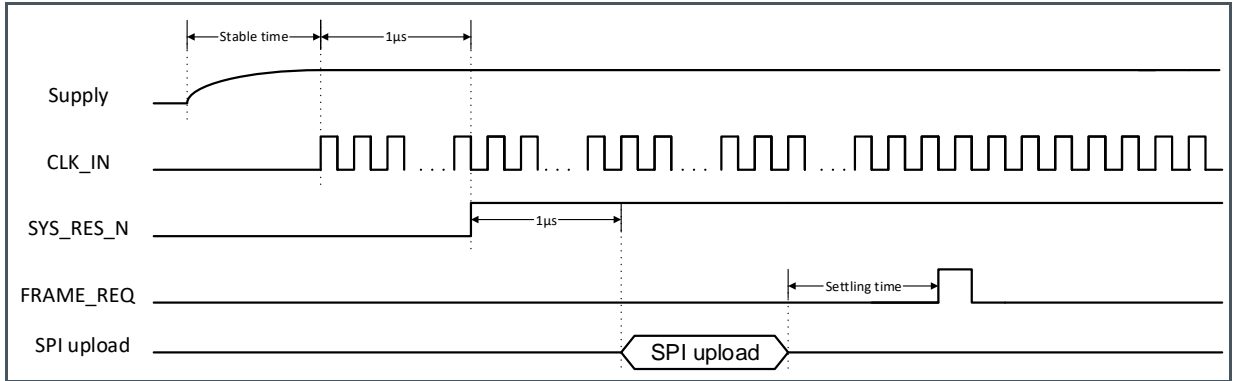 Stable time
1µs
Supply
CLK_IN
. . . .
. . .
. . .
. . .
SYS_RES_N
1µs
FRAME_REQ
Settling time
SPI upload
SPI upload